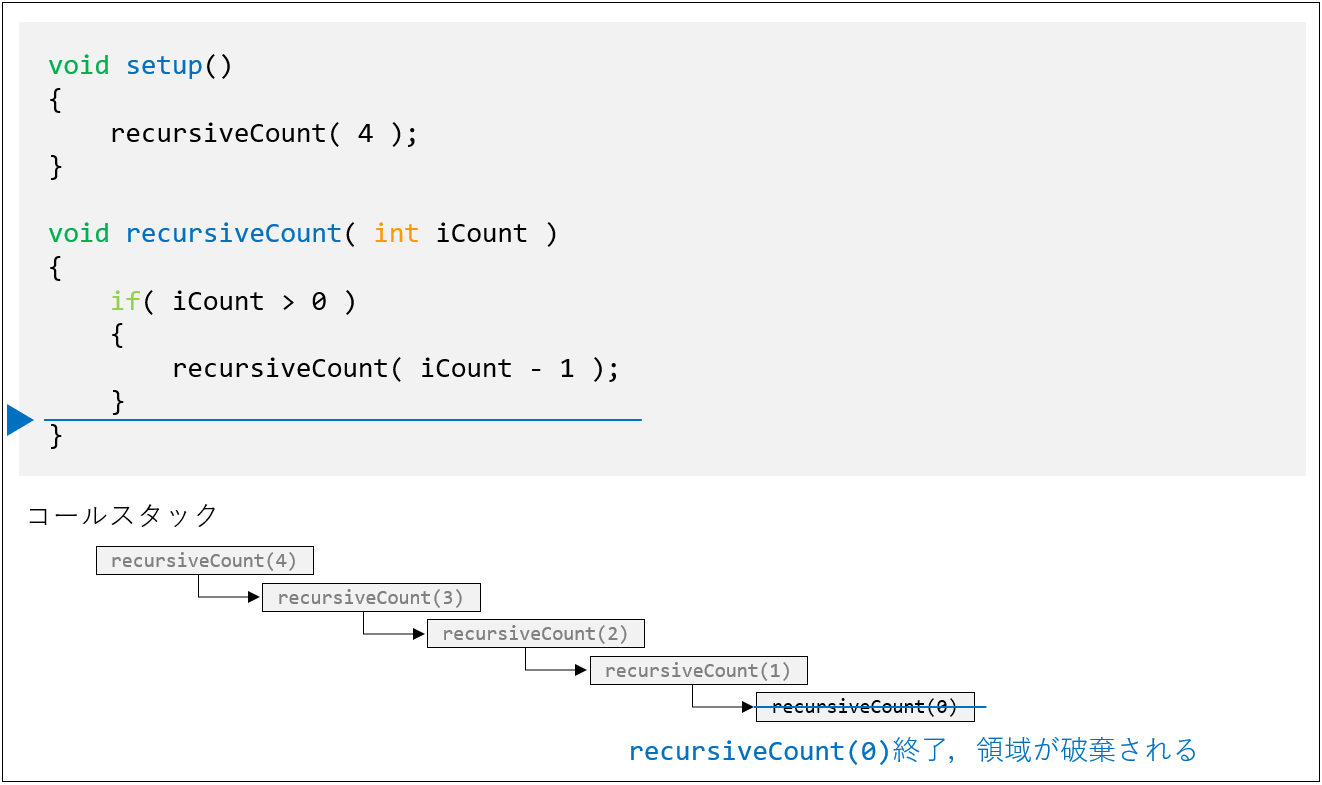 void setup()
{
    recursiveCount( 4 );
}
void recursiveCount( int iCount )
{
    if( iCount > 0 )
    {
        recursiveCount( iCount - 1 );
    }
}
コールスタック
recursiveCount(4)
recursiveCount(3)
recursiveCount(2)
recursiveCount(1)
recursiveCount(0)
recursiveCount(0)終了，領域が破棄される